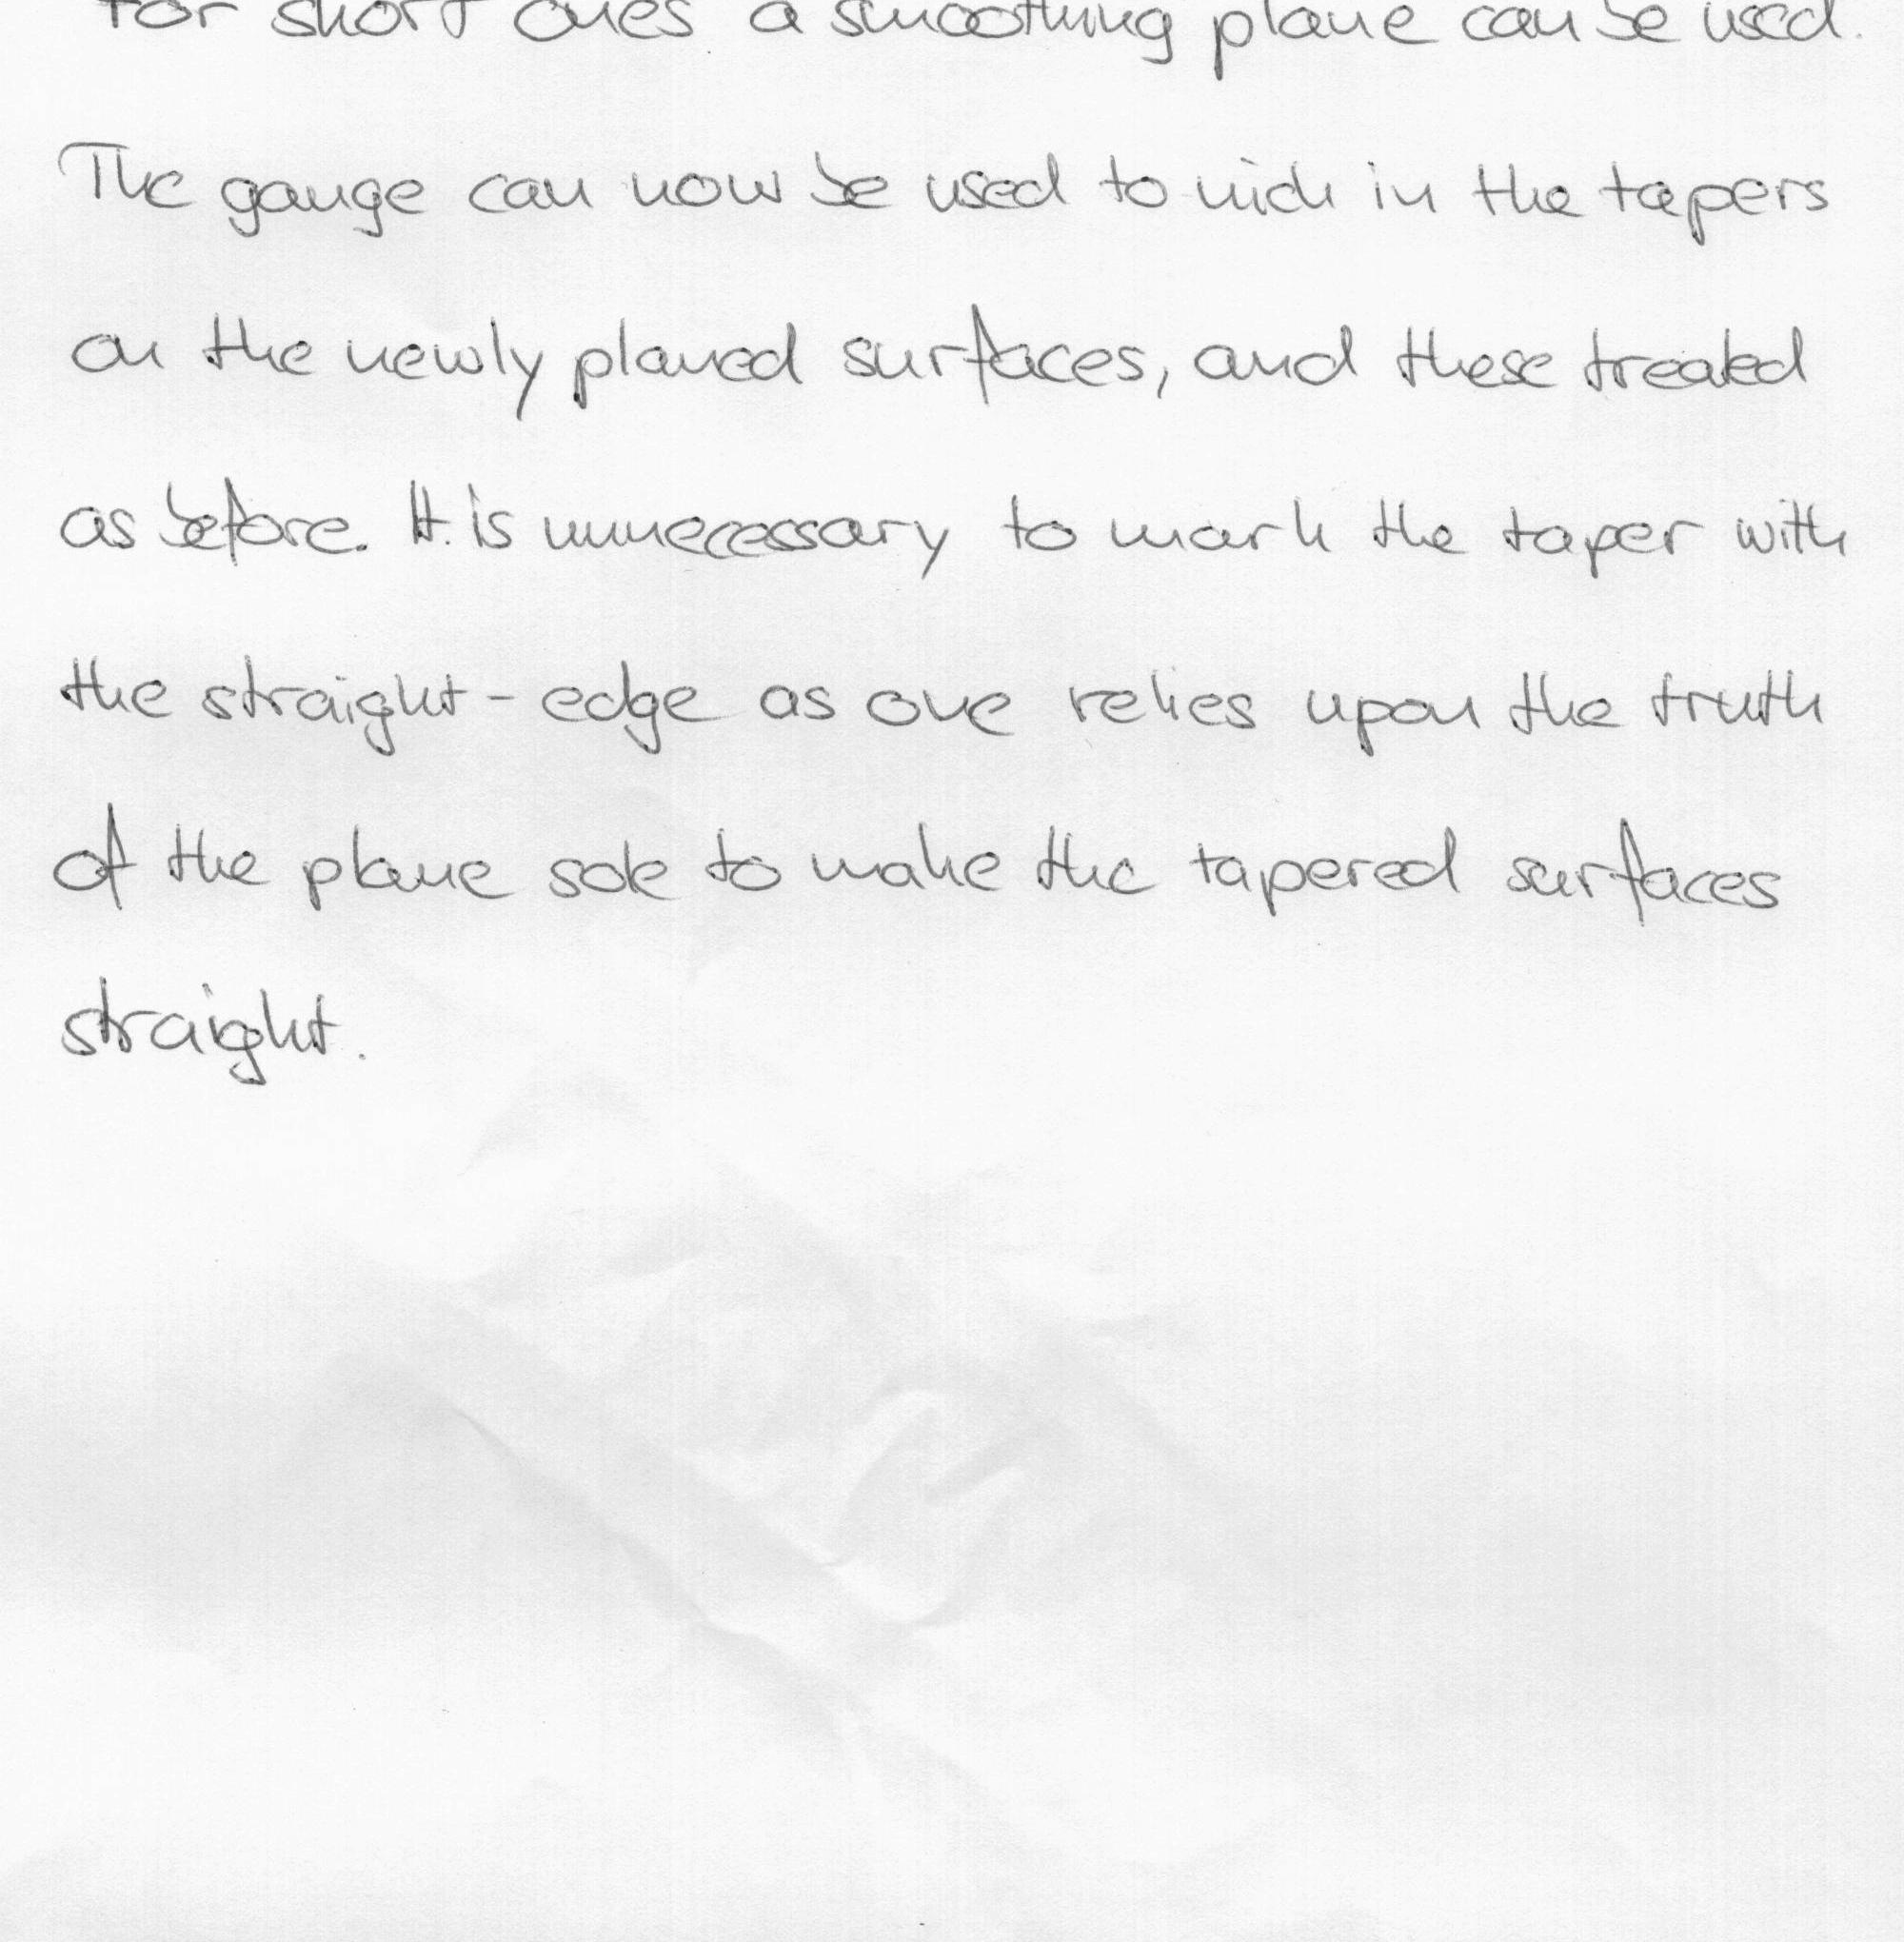 For short ones a smoothing plane can be used.
The gauge can now be used to nick in the tapers
on the newly planed surfaces, and these treated
as before. It is unnecessary to mark the taper with
the straight-edge as one relies upon the truth
of the plane sole to make the tapered surfaces
straight.